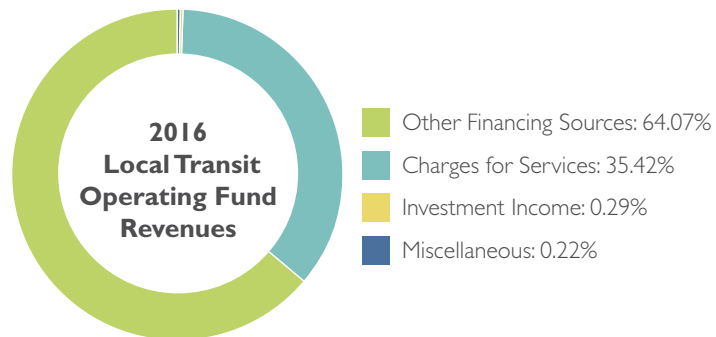 2016
Local Transit
Operating Fund
Revenues
Other Financing Sources: 64.07%
Charges for Services: 35.42%
Investment Income: 0.29%
Miscellaneous: 0.22%